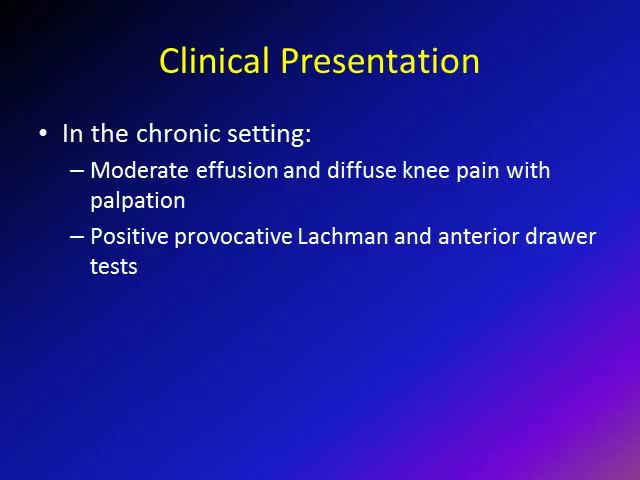 Clinical Presentation
• In the chronic setting:
– Moderate effusion and diffuse knee pain with
palpation
– Positive provocative Lachman and anterior drawer
tests